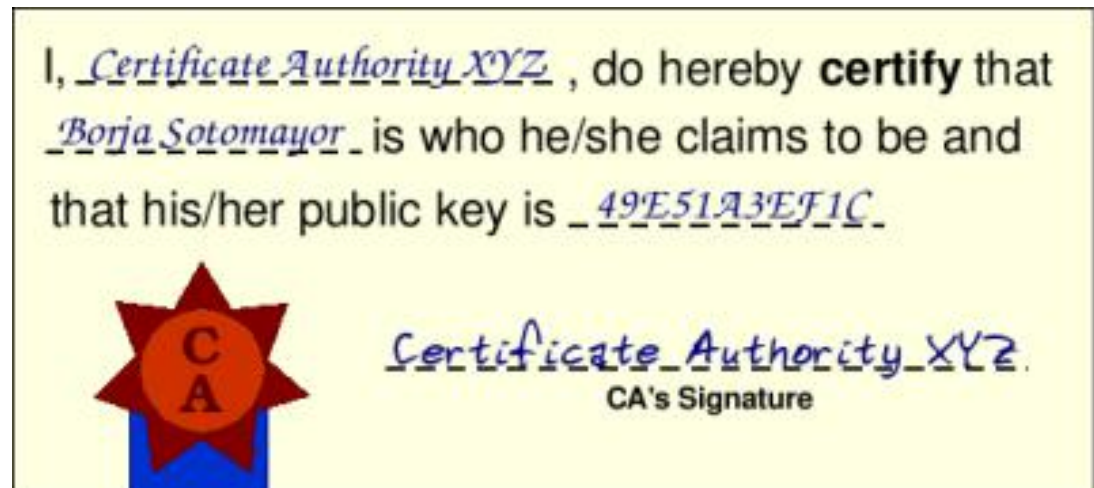 I, Certificate Authority XYZ , do hereby certify that
Borja Sotomayor is who he/she claims to be and
that his/her public key is 49E51A3EF1C
C
A
Certificate Authority XYZ
CA's Signature